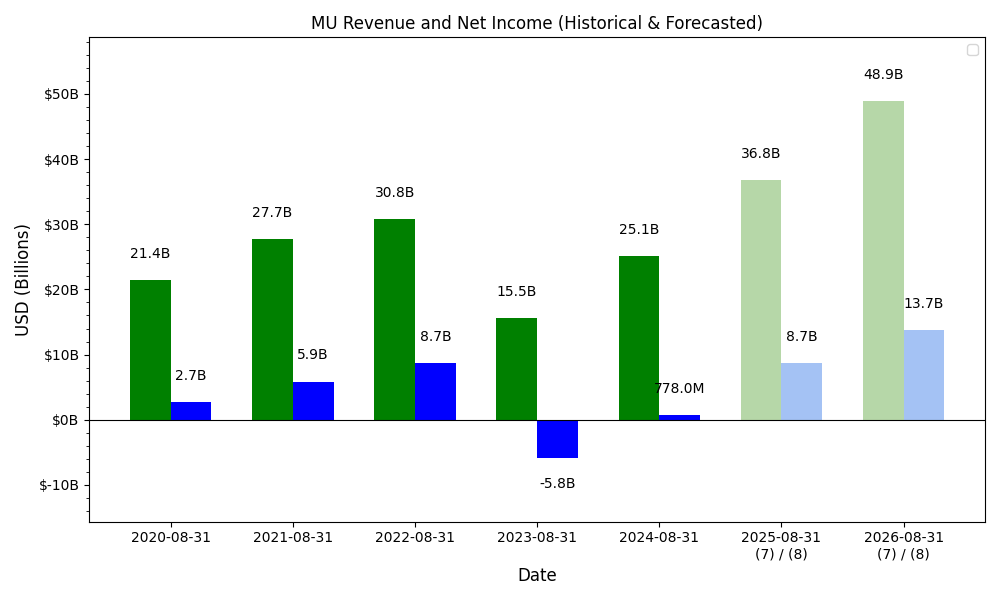 MU Revenue and Net Income (Historical & Forecasted)
USD (Billions)
$50B
$40B
$30B
$20B
$10B
$0B
$-10B
21.4B
2.7B
27.7B
5.9B
30.8B
8.7B
15.5B
-5.8B
25.1B
778.0M
36.8B
8.7B
48.9B
13.7B
2020-08-31
2021-08-31
2022-08-31
2023-08-31
2024-08-31
2025-08-31
(7) / (8)
2026-08-31
(7) / (8)
Date